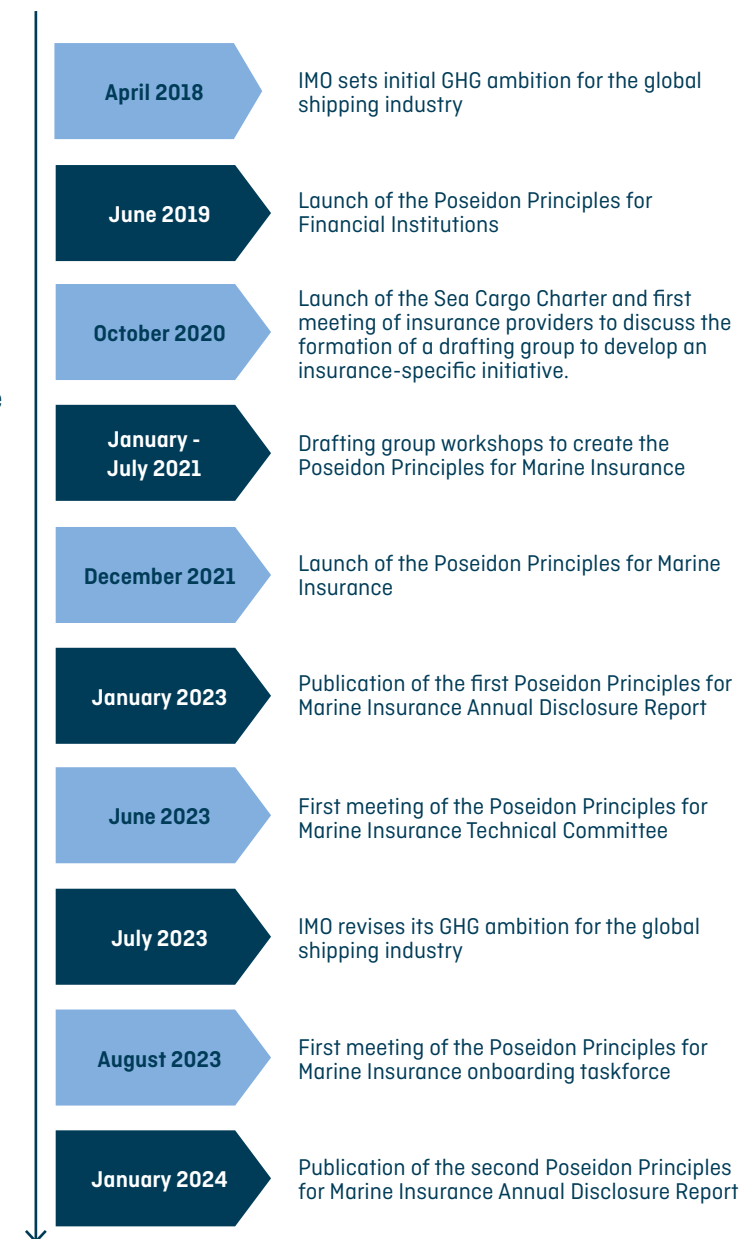 April 2018
IMO sets initial GHG ambition for the global
shipping industry
June 2019
Launch of the Poseidon Principles for
Financial Institutions
October 2020
Launch of the Sea Cargo Charter and first
meeting of insurance providers to discuss the
formation of a drafting group to develop an
insurance-specific initiative.
January -
July 2021
Drafting group workshops to create the
Poseidon Principles for Marine Insurance
December 2021
Launch of the Poseidon Principles for Marine
Insurance
January 2023
Publication of the first Poseidon Principles for
Marine Insurance Annual Disclosure Report
June 2023
First meeting of the Poseidon Principles for
Marine Insurance Technical Committee
July 2023
IMO revises its GHG ambition for the global
shipping industry
August 2023
First meeting of the Poseidon Principles for
Marine Insurance onboarding taskforce
January 2024
Publication of the second Poseidon Principles
for Marine Insurance Annual Disclosure Report